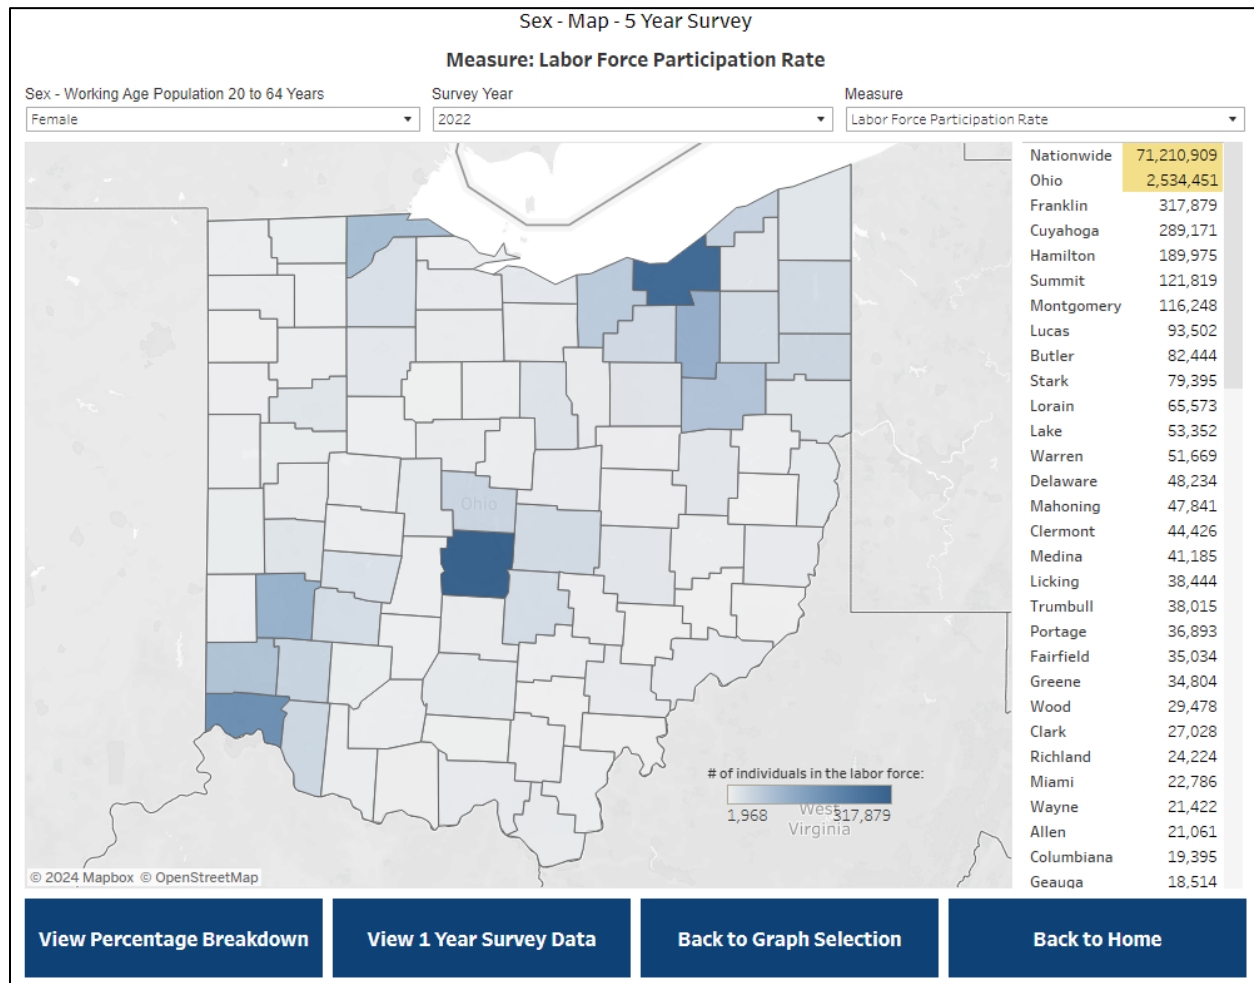 Sex - Map - 5 Year Survey
Measure: Labor Force Participation Rate
Sex - Working Age Population 20 to 64 Years
Survey Year
Measure
Female
2022
Labor Force Participation Rate
Nationwide 71,210,909
Ohio 2,534,451
Franklin 317,879
Cuyahoga 289,171
Hamilton 189,975
Summit 121,819
Montgomery 116,248
Lucas 93,502
Butler 82,444
Stark 79,395
Lorain 65,573
Lake 53,352
Warren 51,669
Delaware 48,234
Mahoning 47,841
Clermont 44,426
Medina 41,185
Licking 38,444
Trumbull 38,015
Portage 36,893
Fairfield 35,034
Greene 34,804
Wood 29,478
Clark 27,028
Richland 24,224
Miami 22,786
Wayne 21,422
Allen 21,061
Columbiana 19,395
Geauga 18,514
Ohio
# of individuals in the labor force:
1,968 317,879
West
Virginia
© 2024 Mapbox © OpenStreetMap
View Percentage Breakdown
View 1 Year Survey Data
Back to Graph Selection
Back to Home